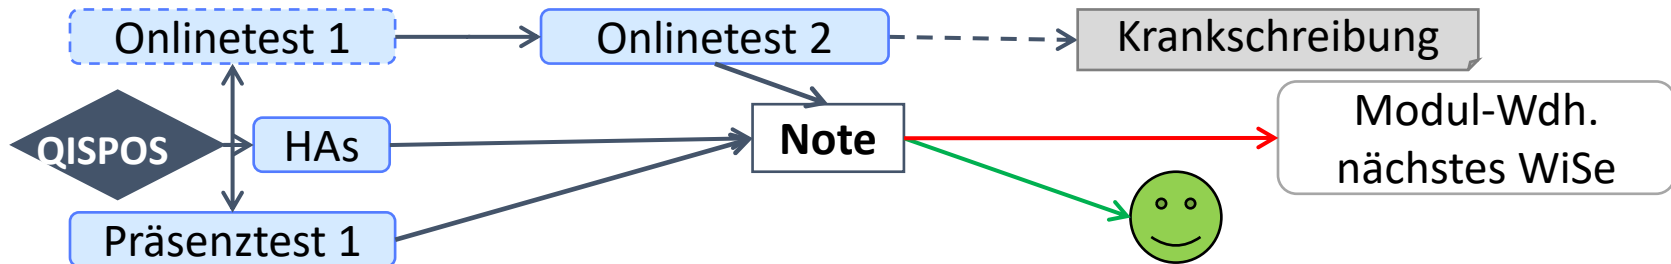 Onlinetest 1
Onlinetest 2
Krankschreibung
QISPOS
HAs
Note
Modul-Wdh.
nächstes WiSe
Präsenztest 1